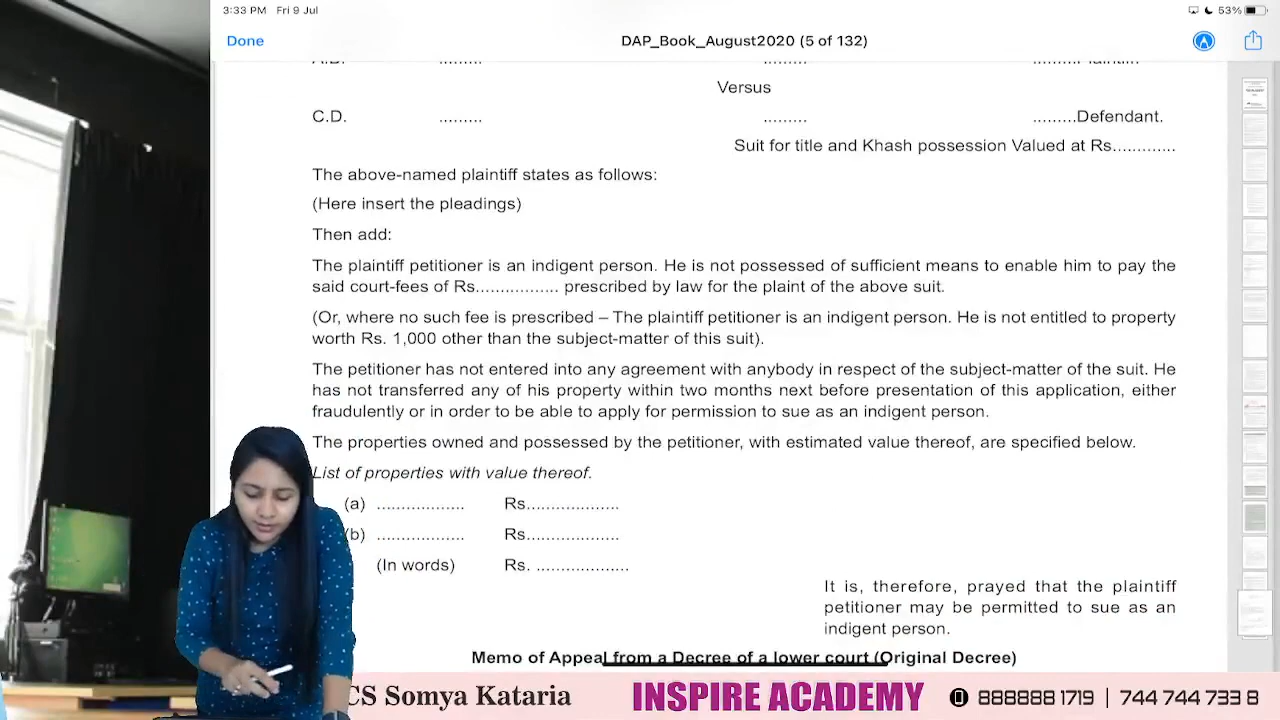 3:33 PM Fri 9 Jul
53%
Done
DAP_Book_August2020 (5 of 132)
A.B. ......... ......... .........Plaintiff
Versus
C.D. ......... ......... .........Defendant.
Suit for title and Khash possession Valued at Rs.............
The above-named plaintiff states as follows:
(Here insert the pleadings)
Then add:
The plaintiff petitioner is an indigent person. He is not possessed of sufficient means to enable him to pay the
said court-fees of Rs................. prescribed by law for the plaint of the above suit.
(Or, where no such fee is prescribed – The plaintiff petitioner is an indigent person. He is not entitled to property
worth Rs. 1,000 other than the subject-matter of this suit).
The petitioner has not entered into any agreement with anybody in respect of the subject-matter of the suit. He
has not transferred any of his property within two months next before presentation of this application, either
fraudulently or in order to be able to apply for permission to sue as an indigent person.
The properties owned and possessed by the petitioner, with estimated value thereof, are specified below.
List of properties with value thereof.
(a) .................. Rs...................
(b) .................. Rs...................
(In words) Rs. ...................
It is, therefore, prayed that the plaintiff
petitioner may be permitted to sue as an
indigent person.
Memo of Appeal from a Decree of a lower court (Original Decree)
CS Somya Kataria INSPIRE ACADEMY 888888 1719 | 744 744 733 8